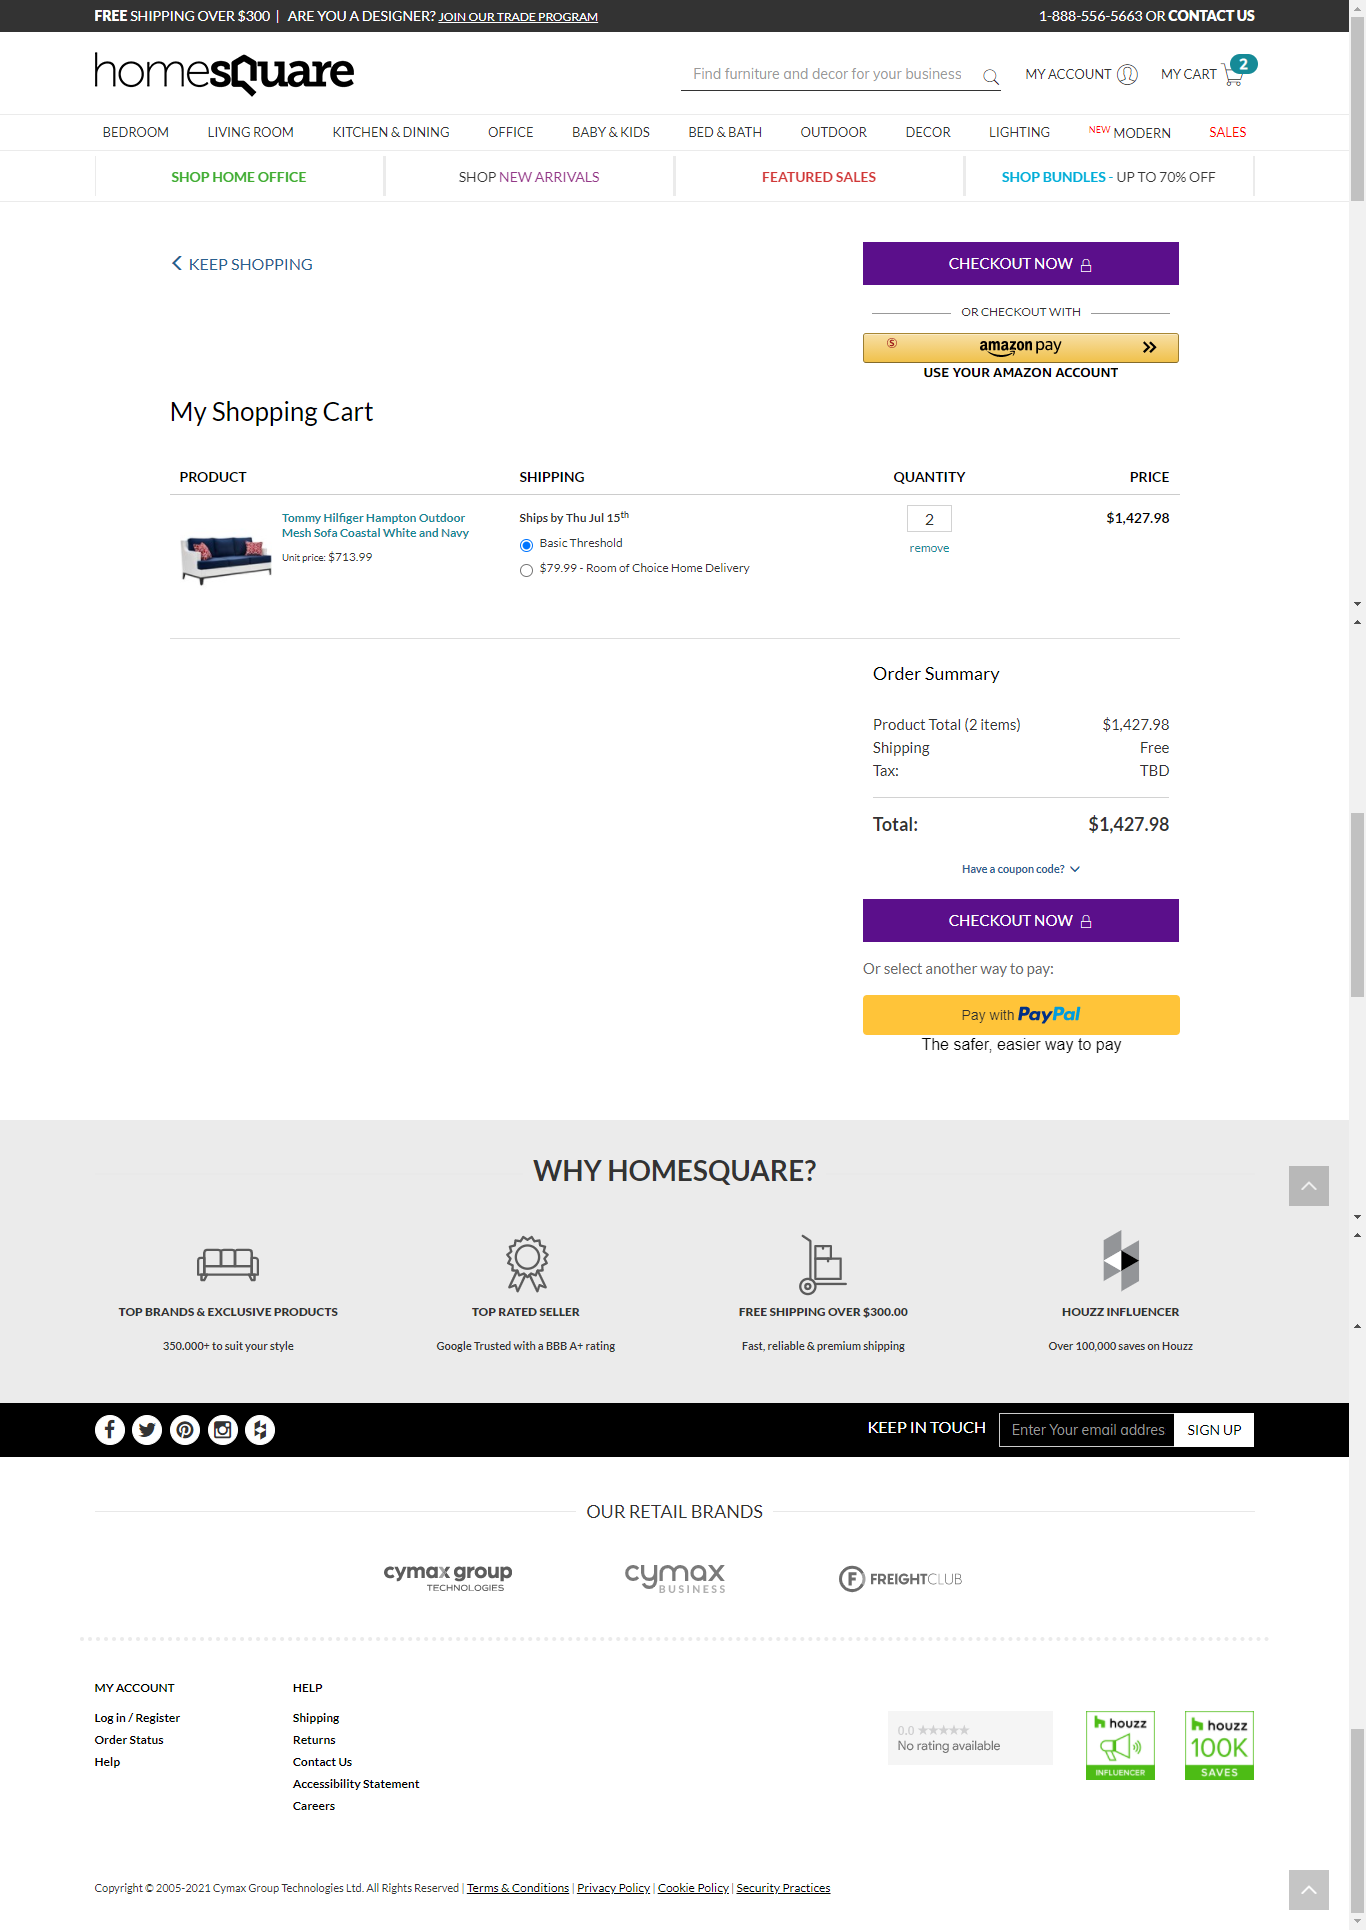 FREE SHIPPING OVER $300 | ARE YOU A DESIGNER? JOIN OUR TRADE PROGRAM
1-888-556-5663 OR CONTACT US
homesquare
Find furniture and decor for your business
MY ACCOUNT
MY CART
2
BEDROOM LIVING ROOM KITCHEN & DINING OFFICE BABY & KIDS BED & BATH OUTDOOR DECOR LIGHTING NEW MODERN SALES
SHOP HOME OFFICE
SHOP NEW ARRIVALS
FEATURED SALES
SHOP BUNDLES - UP TO 70% OFF
KEEP SHOPPING
CHECKOUT NOW
OR CHECKOUT WITH
amazon pay
USE YOUR AMAZON ACCOUNT
My Shopping Cart
PRODUCT SHIPPING QUANTITY PRICE
Tommy Hilfiger Hampton Outdoor
Mesh Sofa Coastal White and Navy
Unit price: $713.99
Ships by Thu Jul 15th
Basic Threshold
$79.99 - Room of Choice Home Delivery
2
remove
$1,427.98
Order Summary
Product Total (2 items) $1,427.98
Shipping Free
Tax: TBD
Total: $1,427.98
Have a coupon code?
CHECKOUT NOW
Or select another way to pay:
Pay with PayPal
The safer, easier way to pay
WHY HOMESQUARE?
TOP BRANDS & EXCLUSIVE PRODUCTS
350.000+ to suit your style
TOP RATED SELLER
Google Trusted with a BBB A+ rating
FREE SHIPPING OVER $300.00
Fast, reliable & premium shipping
HOUZZ INFLUENCER
Over 100,000 saves on Houzz
KEEP IN TOUCH
Enter Your email addres
SIGN UP
OUR RETAIL BRANDS
cymax group
TECHNOLOGIES
cymax
BUSINESS
F FREIGHTCLUB
MY ACCOUNT
Log in / Register
Order Status
Help
HELP
Shipping
Returns
Contact Us
Accessibility Statement
Careers
0.0 ★★★★★
No rating available
houzz
INFLUENCER
houzz
100K
SAVES
Copyright © 2005-2021 Cymax Group Technologies Ltd. All Rights Reserved | Terms & Conditions | Privacy Policy | Cookie Policy | Security Practices